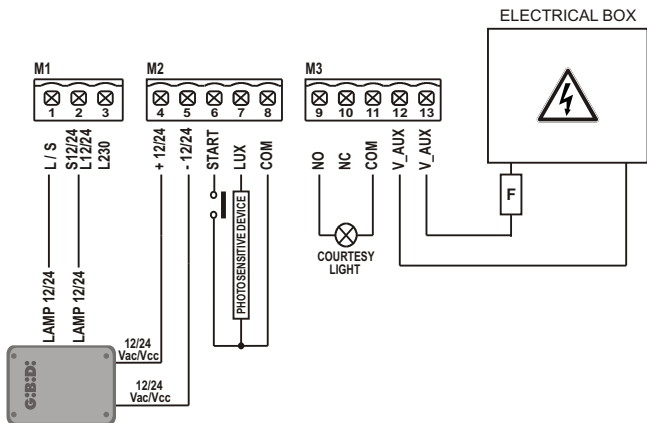 ELECTRICAL BOX
M1
M2
M3
1 2 3
4 5 6 7 8
9 10 11 12 13
L / S
S12/24
L12/24
L230
+ 12/24
- 12/24
START
LUX
COM
NO
NC
COM
V_AUX
V_AUX
F
PHOTOSENSITIVE DEVICE
COURTESY
LIGHT
LAMP 12/24
LAMP 12/24
12/24
Vac/Vcc
12/24
Vac/Vcc
GiBiDi